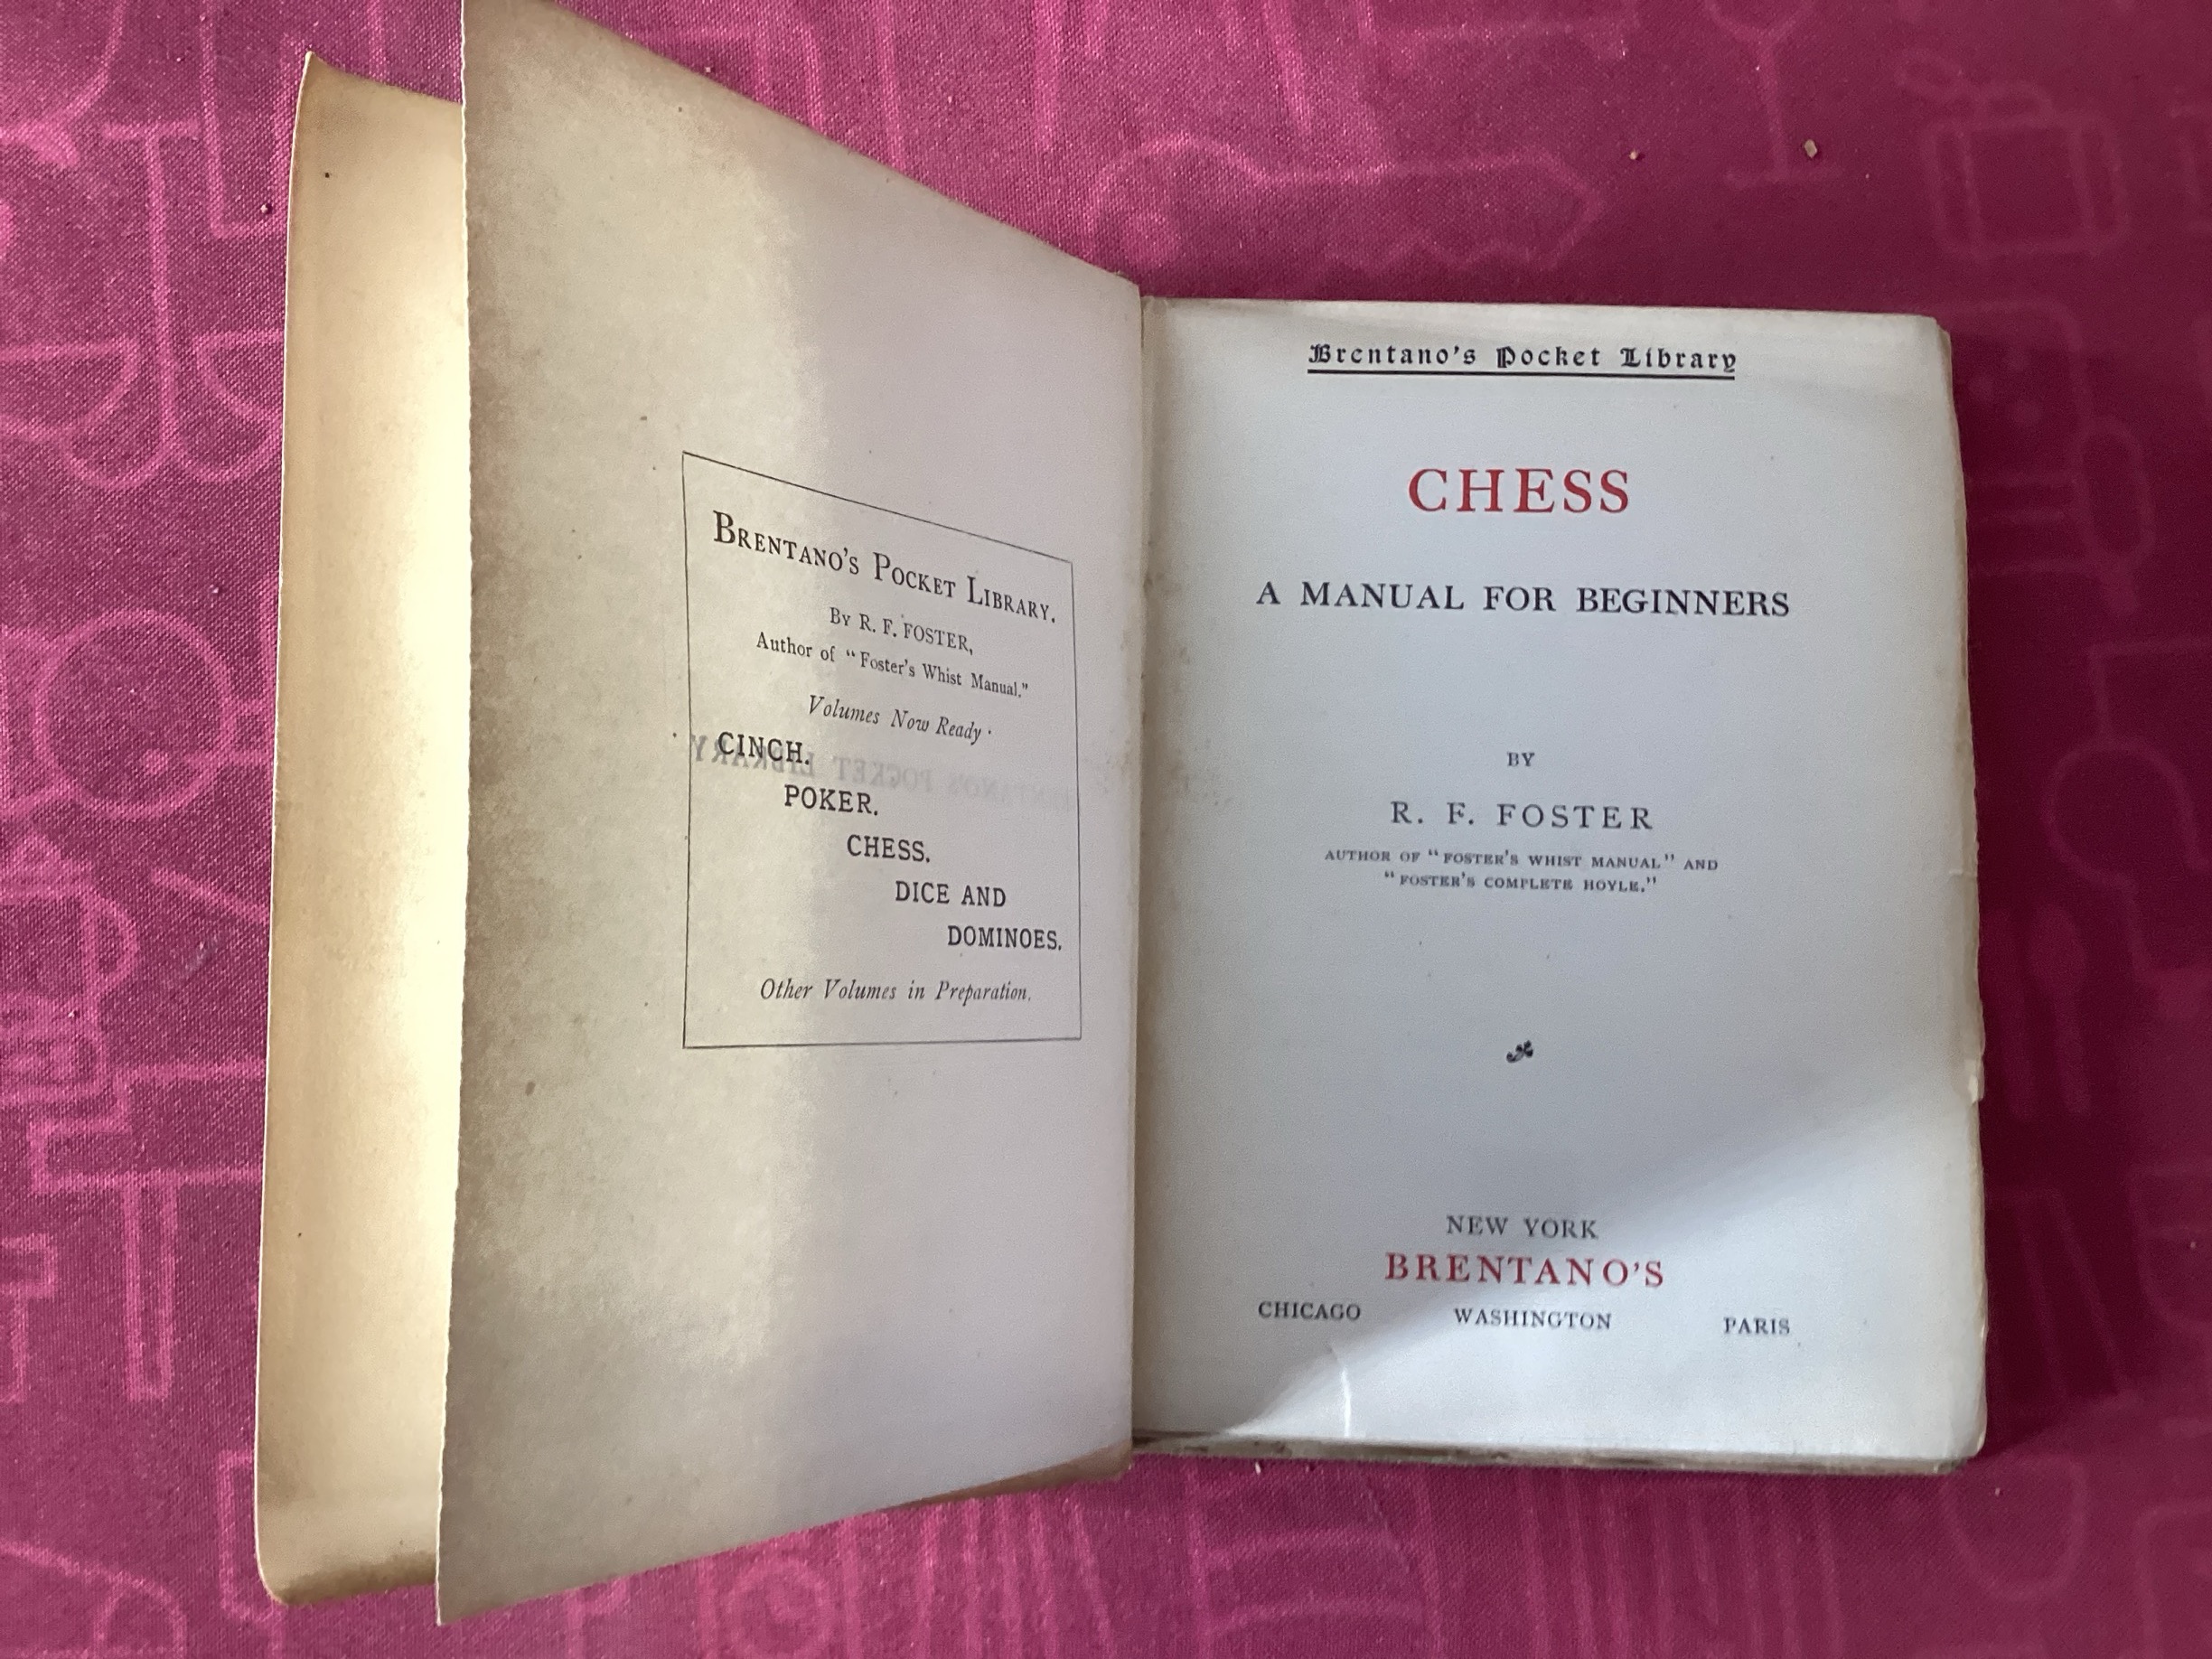 BRENTANO'S POCKET LIBRARY.
BY R. F. FOSTER,
Author of "Foster's Whist Manual."
Volumes Now Ready·
CINCH.
POKER.
CHESS.
DICE AND
DOMINOES.
Other Volumes in Preparation.
Brentano's Pocket Library
CHESS
A MANUAL FOR BEGINNERS
BY
R. F. FOSTER
AUTHOR OF "FOSTER'S WHIST MANUAL" AND
"FOSTER'S COMPLETE HOYLE."
NEW YORK
BRENTANO'S
CHICAGO WASHINGTON PARIS